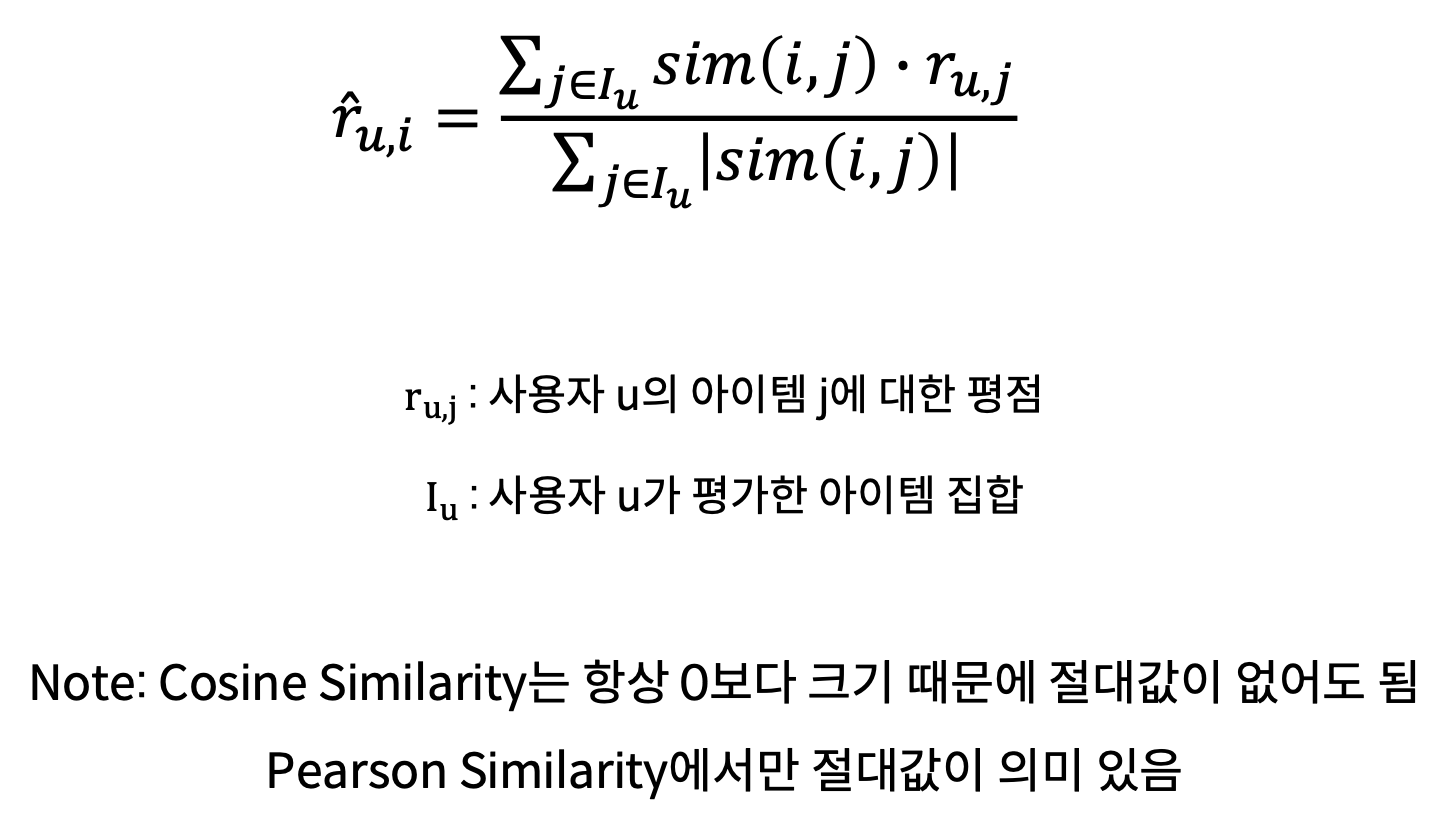 r̂_{u,i} = \frac{\sum_{j∈I_u} sim(i,j) · r_{u,j}}{\sum_{j∈I_u} |sim(i,j)|}
r_{u,j} : 사용자 u의 아이템 j에 대한 평점
I_u : 사용자 u가 평가한 아이템 집합
Note: Cosine Similarity는 항상 0보다 크기 때문에 절대값이 없어도 됨
Pearson Similarity에서만 절대값이 의미 있음